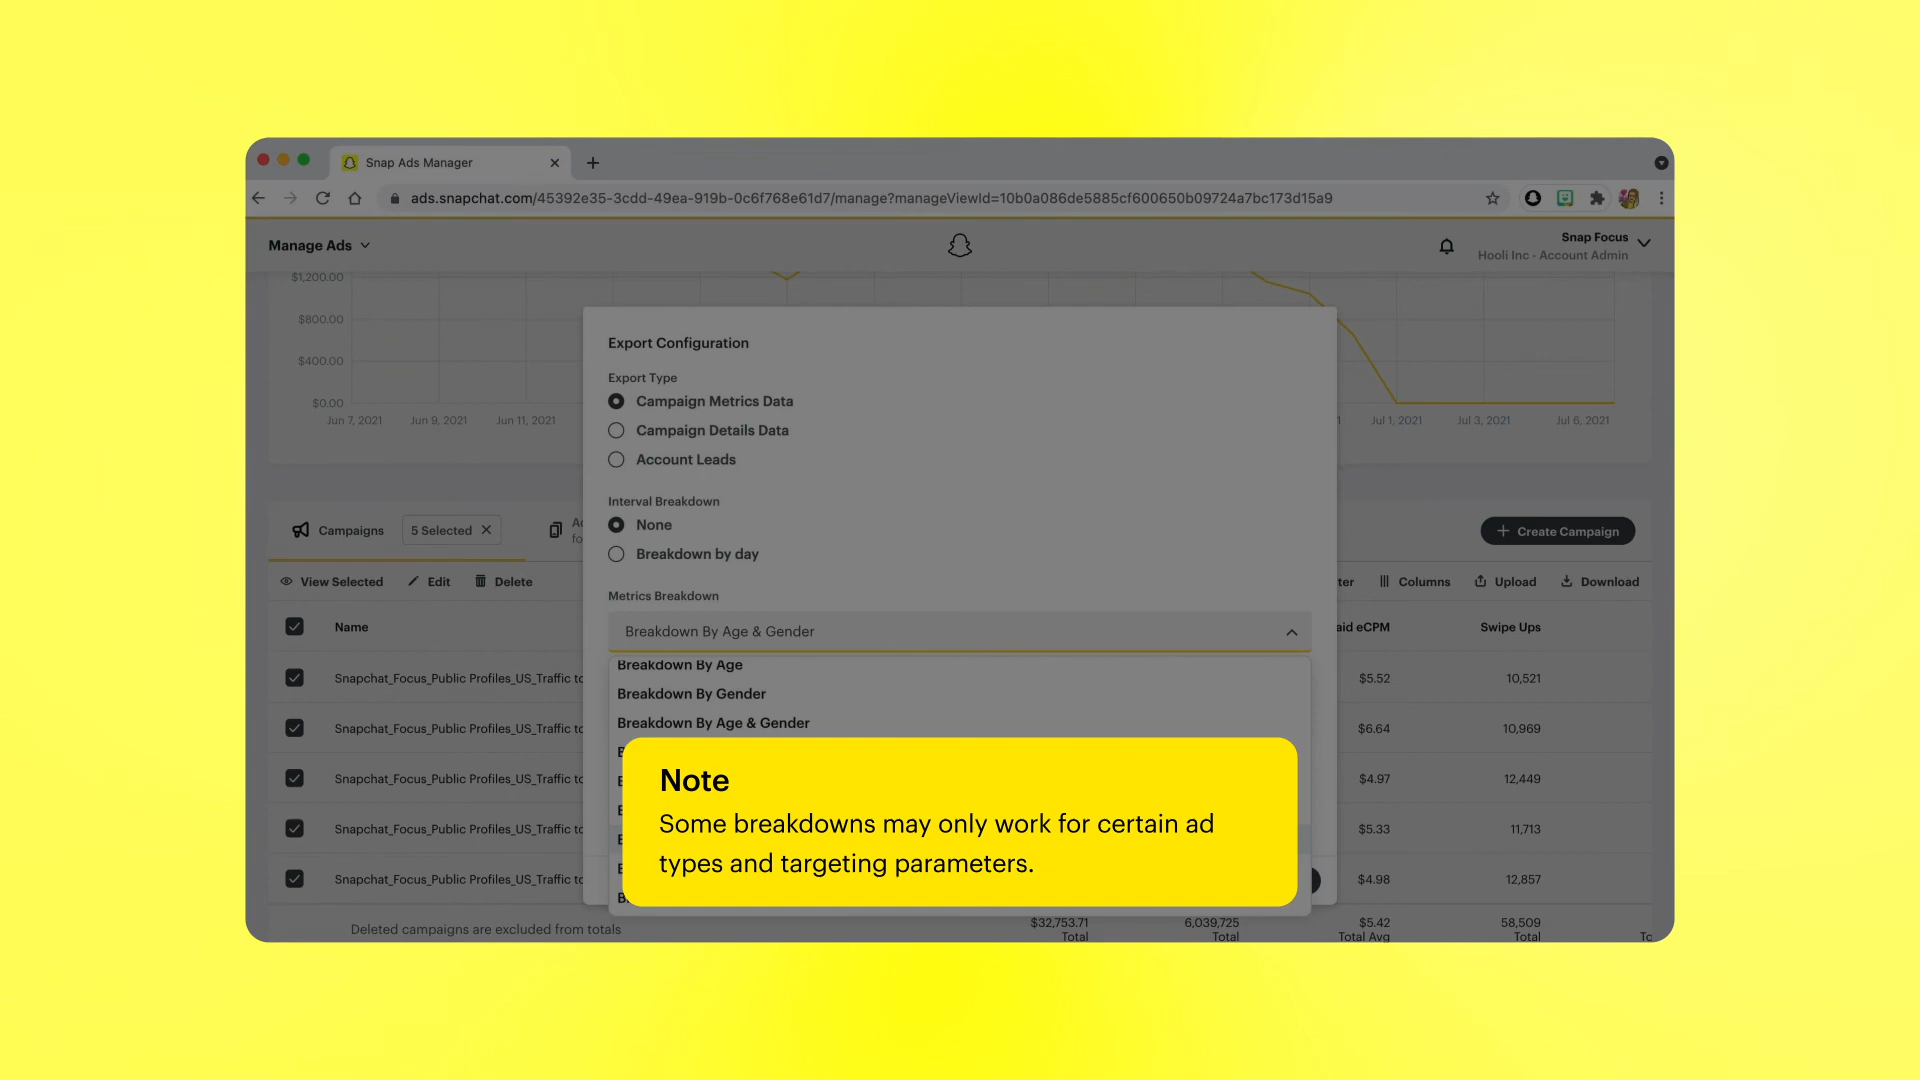 Snap Ads Manager
ads.snapchat.com/45392e35-3cdd-49ea-919b-0c6f768e61d7/manage?manageViewId=10b0a086de5885cf600650b09724a7bc173d15a9
Manage Ads
Snap Focus
Hooli Inc - Account Admin
$1,200.00
$800.00
$400.00
$0.00
Jun 7, 2021 Jun 9, 2021 Jun 11, 2021
Jul 1, 2021 Jul 3, 2021 Jul 6, 2021
Export Configuration
Export Type
Campaign Metrics Data
Campaign Details Data
Account Leads
Interval Breakdown
None
Breakdown by day
Metrics Breakdown
Breakdown By Age & Gender
Breakdown By Age
Breakdown By Gender
Breakdown By Age & Gender
Note
Some breakdowns may only work for certain ad
types and targeting parameters.
Campaigns 5 Selected
Create Campaign
View Selected Edit Delete
Columns Upload Download
Name
eCPM Swipe Ups
Snapchat_Focus_Public Profiles_US_Traffic $5.52 10,521
Snapchat_Focus_Public Profiles_US_Traffic $6.64 10,969
Snapchat_Focus_Public Profiles_US_Traffic $4.97 12,449
Snapchat_Focus_Public Profiles_US_Traffic $5.33 11,713
Snapchat_Focus_Public Profiles_US_Traffic $4.98 12,857
Deleted campaigns are excluded from totals
$32,753.71 6,039,725 $5.42 58,509
Total Total Total Avg Total